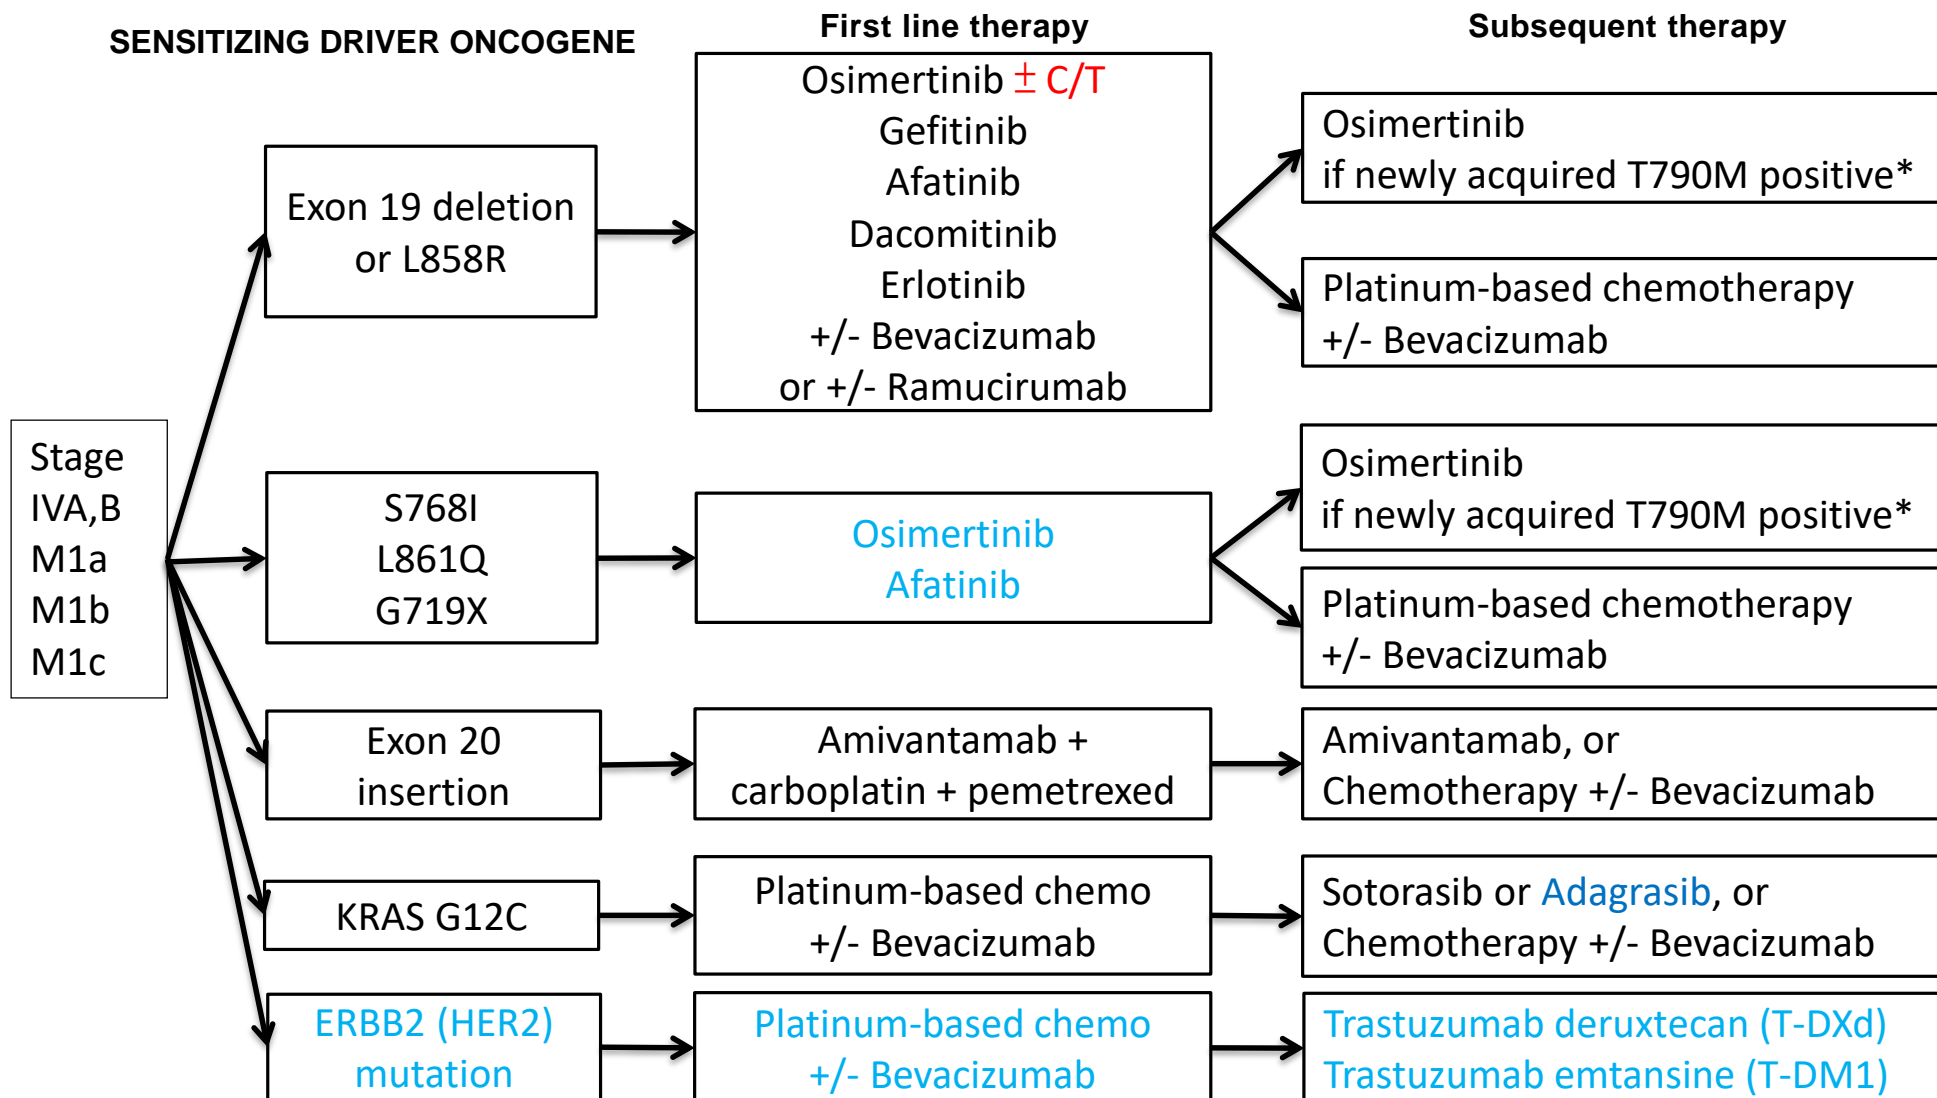 SENSITIZING DRIVER ONCOGENE
First line therapy
Subsequent therapy
Stage
IVA,B
M1a
M1b
M1c
Exon 19 deletion
or L858R
Osimertinib ± C/T
Gefitinib
Afatinib
Dacomitinib
Erlotinib
+/- Bevacizumab
or +/- Ramucirumab
Osimertinib
if newly acquired T790M positive*
Platinum-based chemotherapy
+/- Bevacizumab
S768I
L861Q
G719X
Osimertinib
Afatinib
Osimertinib
if newly acquired T790M positive*
Platinum-based chemotherapy
+/- Bevacizumab
Exon 20
insertion
Amivantamab +
carboplatin + pemetrexed
Amivantamab, or
Chemotherapy +/- Bevacizumab
KRAS G12C
Platinum-based chemo
+/- Bevacizumab
Sotorasib or Adagrasib, or
Chemotherapy +/- Bevacizumab
ERBB2 (HER2)
mutation
Platinum-based chemo
+/- Bevacizumab
Trastuzumab deruxtecan (T-DXd)
Trastuzumab emtansine (T-DM1)